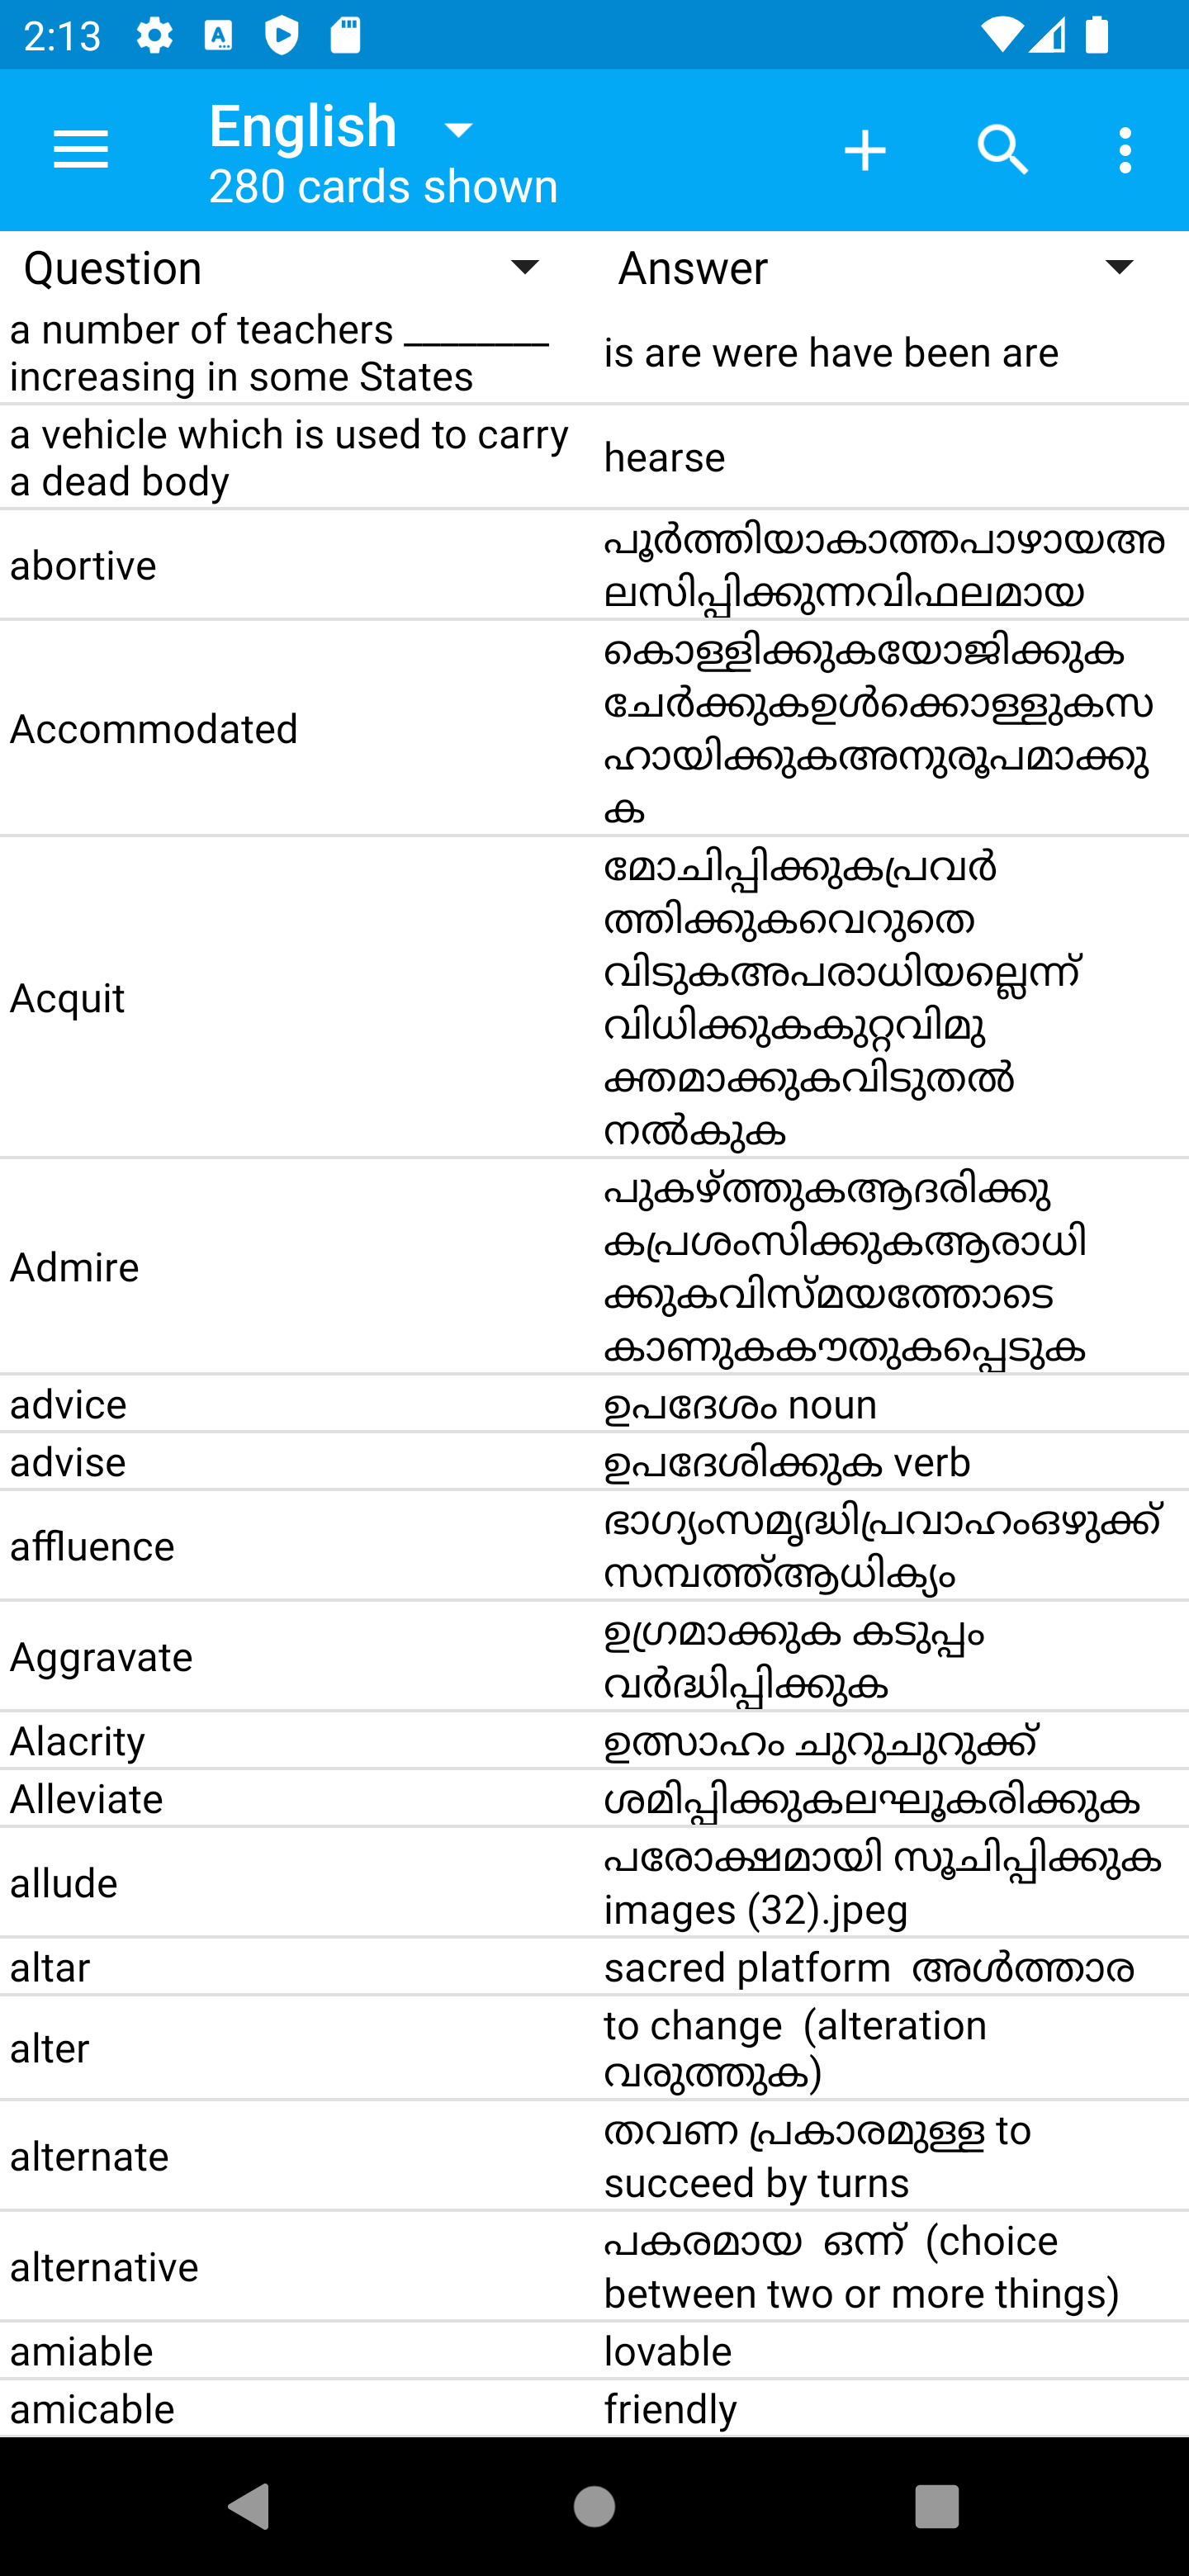 2:13
English
280 cards shown
Question
Answer
a number of teachers ________
increasing in some States
is are were have been are
a vehicle which is used to carry
a dead body
hearse
abortive
പൂർത്തിയാകാത്തപാഴായഅ
ലസിപ്പിക്കുന്നവിഫലമായ
Accommodated
കൊള്ളിക്കുകയോജിക്കുക
ചേർക്കുകഉൾക്കൊള്ളുകസ
ഹായിക്കുകഅനുരൂപമാക്കു
ക
Acquit
മോചിപ്പിക്കുകപ്രവർ
ത്തിക്കുകവെറുതെ
വിടുകഅപരാധിയല്ലെന്ന്
വിധിക്കുകകുറ്റവിമു
ക്തമാക്കുകവിടുതൽ
നൽകുക
Admire
പുകഴ്ത്തുകആദരിക്കു
കപ്രശംസിക്കുകആരാധി
ക്കുകവിസ്മയത്തോടെ
കാണുകകൗതുകപ്പെടുക
advice
ഉപദേശം noun
advise
ഉപദേശിക്കുക verb
affluence
ഭാഗ്യംസമൃദ്ധിപ്രവാഹംഒഴുക്ക്
സമ്പത്ത്ആധിക്യം
Aggravate
ഉഗ്രമാക്കുക കടുപ്പം
വർദ്ധിപ്പിക്കുക
Alacrity
ഉത്സാഹം ചുറുചുറുക്ക്
Alleviate
ശമിപ്പിക്കുകലഘൂകരിക്കുക
allude
പരോക്ഷമായി സൂചിപ്പിക്കുക
images (32).jpeg
altar
sacred platform  അൾത്താര
alter
to change  (alteration
വരുത്തുക)
alternate
തവണ പ്രകാരമുള്ള to
succeed by turns
alternative
പകരമായ  ഒന്ന്  (choice
between two or more things)
amiable
lovable
amicable
friendly